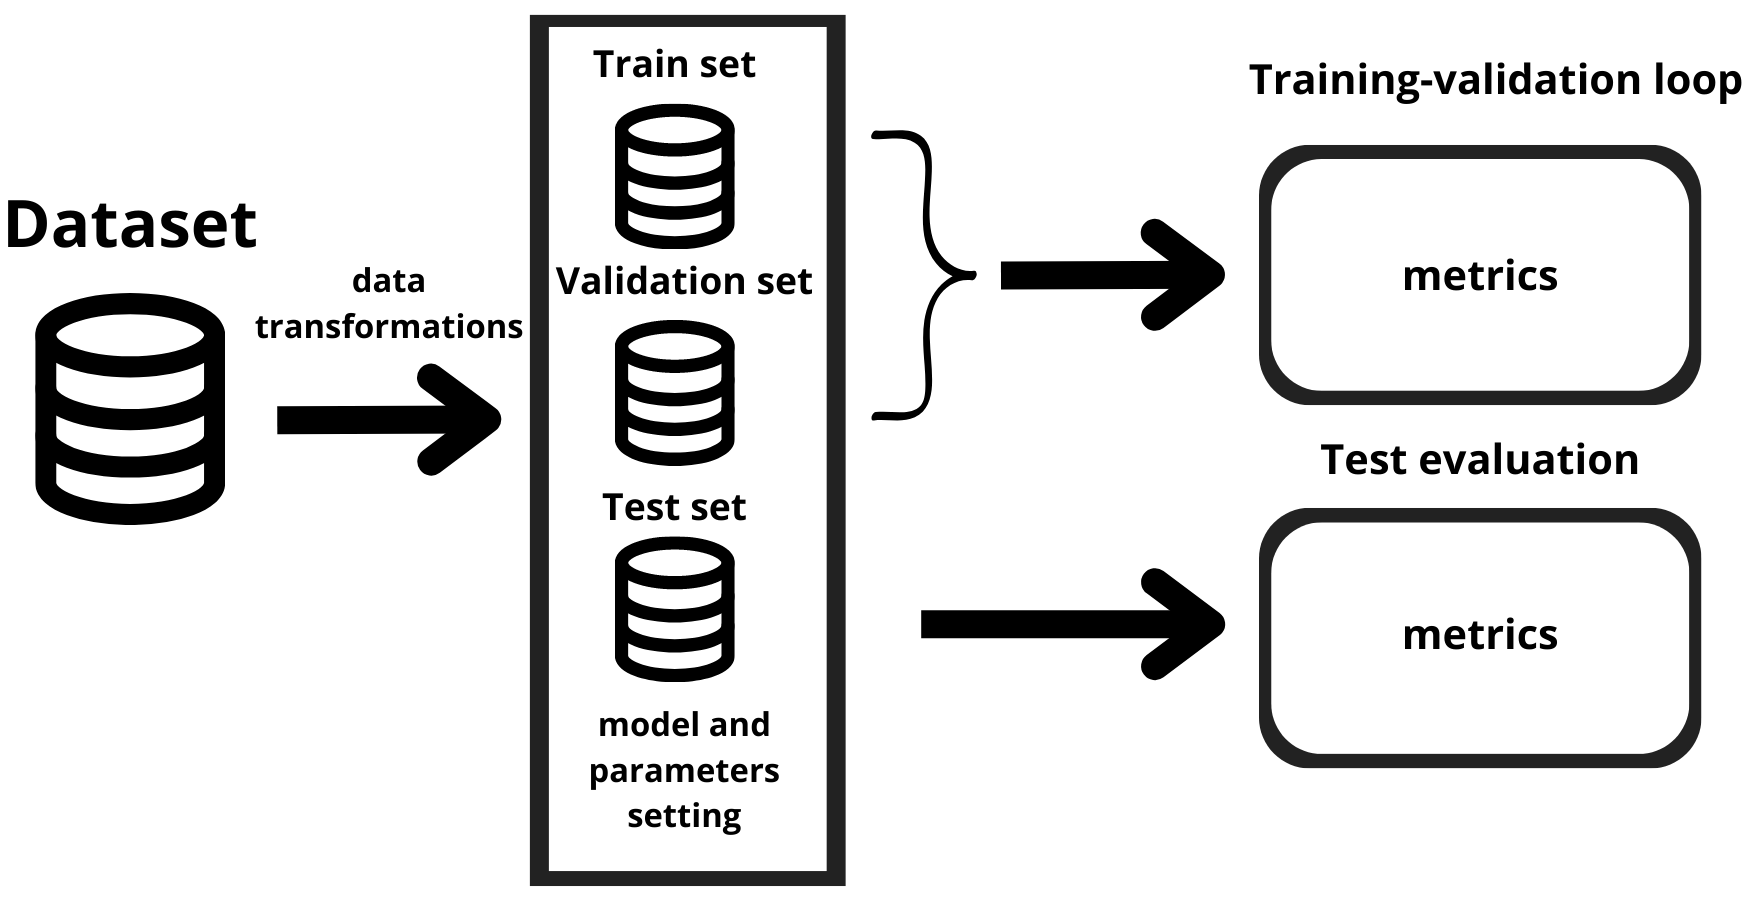 Dataset
data
transformations
Train set
Validation set
Test set
model and
parameters
setting
Training-validation loop
metrics
Test evaluation
metrics